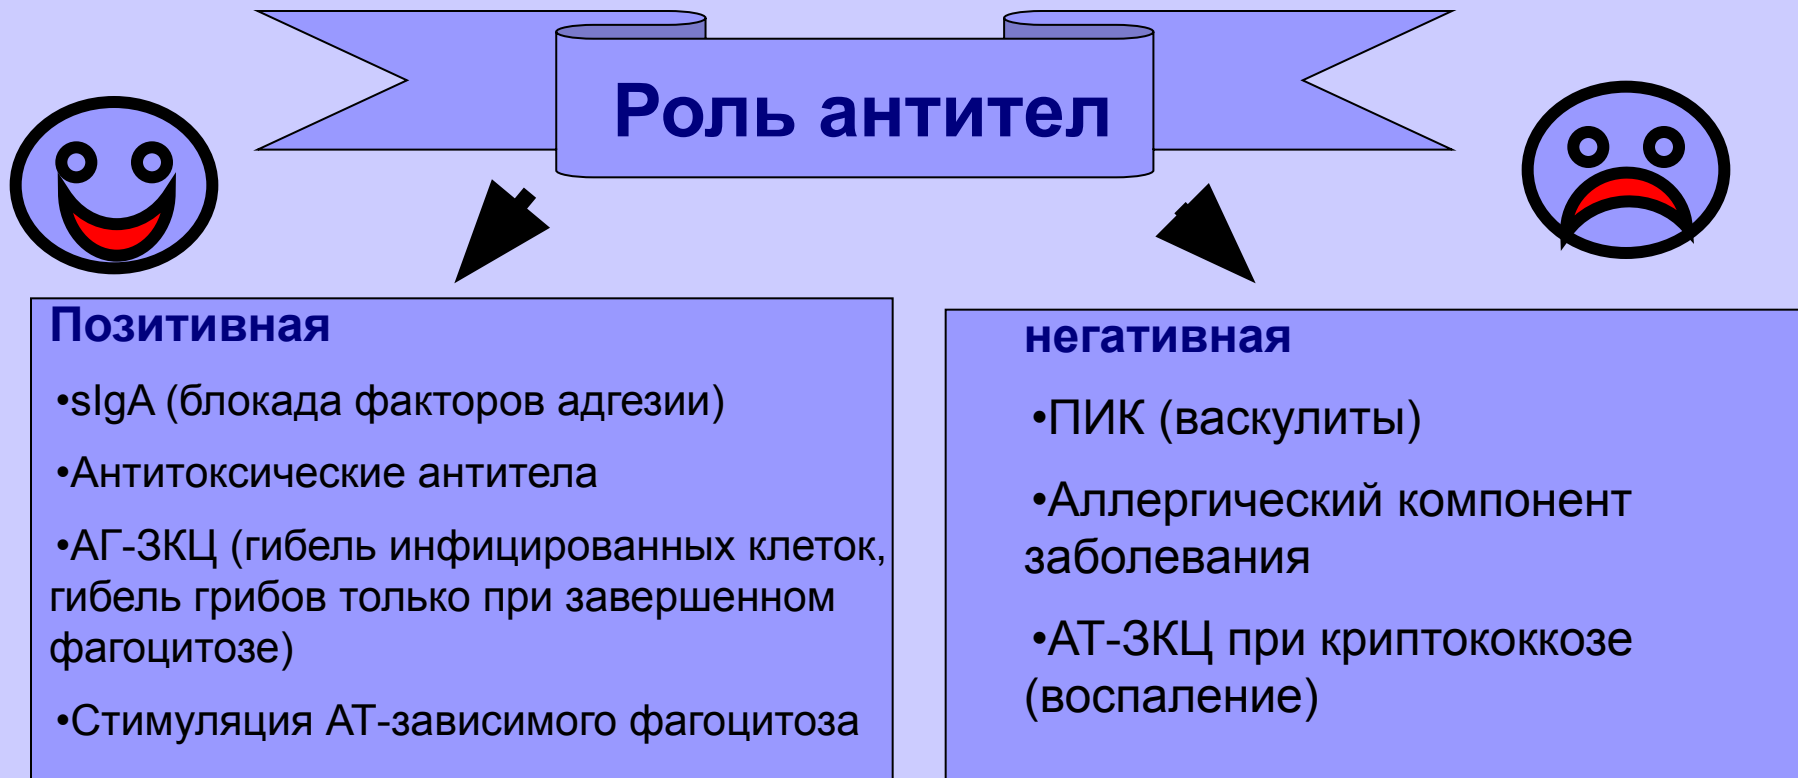 Роль антител
Позитивная
•sIgA (блокада факторов адгезии)
•Антитоксические антитела
•АГ-ЗКЦ (гибель инфицированных клеток,
гибель грибов только при завершенном
фагоцитозе)
•Стимуляция АТ-зависимого фагоцитоза
негативная
•ПИК (васкулиты)
•Аллергический компонент
заболевания
•АТ-ЗКЦ при криптококкозе
(воспаление)